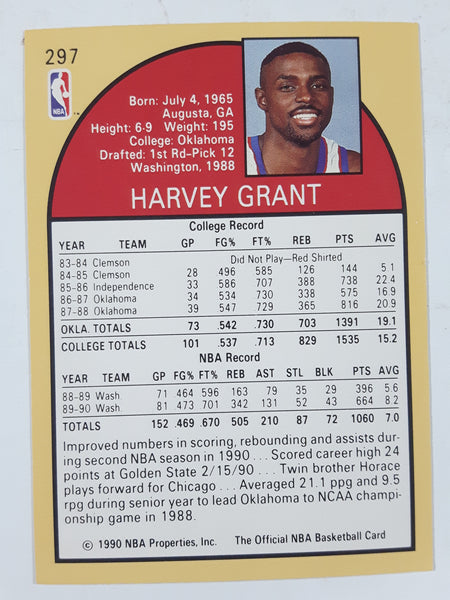 297
NBA
Born: July 4, 1965
Augusta, GA
Height: 6-9 Weight: 195
College: Oklahoma
Drafted: 1st Rd-Pick 12
Washington, 1988
HARVEY GRANT
College Record
YEAR TEAM GP FG% FT% REB PTS AVG
83-84 Clemson Did Not Play—Red Shirted
84-85 Clemson 28 496 585 126 144 5.1
85-86 Independence 33 586 707 388 738 22.4
86-87 Oklahoma 34 534 730 338 575 16.9
87-88 Oklahoma 39 547 729 365 816 20.9
OKLA. TOTALS 73 .542 .730 703 1391 19.1
COLLEGE TOTALS 101 .537 .713 829 1535 15.2
NBA Record
YEAR TEAM GP FG% FT% REB AST STL BLK PTS AVG
88-89 Wash. 71 464 596 163 79 35 29 396 5.6
89-90 Wash. 81 473 701 342 131 52 43 664 8.2
TOTALS 152 .469 .670 505 210 87 72 1060 7.0
Improved numbers in scoring, rebounding and assists dur-
ing second NBA season in 1990 . . . Scored career high 24
points at Golden State 2/15/90 . . . Twin brother Horace
plays forward for Chicago . . . Averaged 21.1 ppg and 9.5
rpg during senior year to lead Oklahoma to NCAA champi-
onship game in 1988.
© 1990 NBA Properties, Inc. The Official NBA Basketball Card